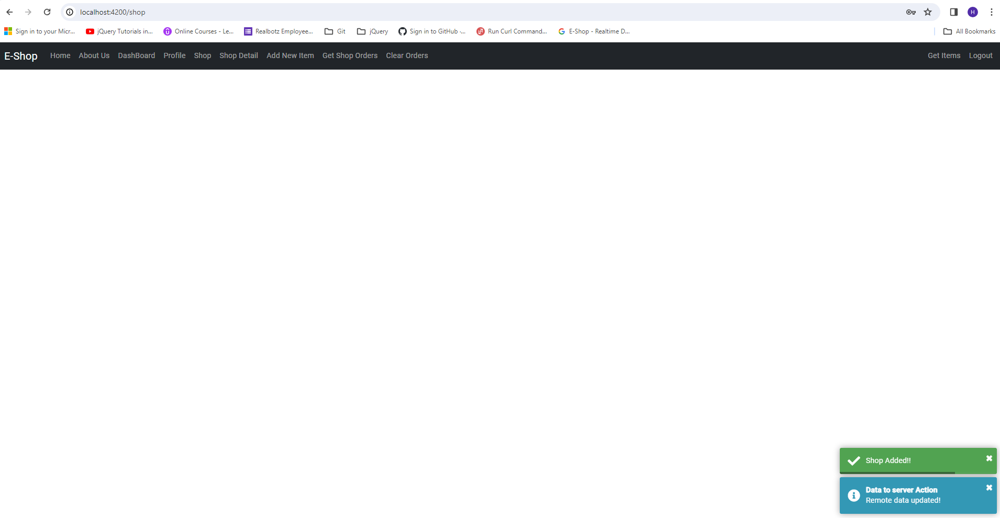 localhost:4200/shop
H
Sign in to your Micr... jQuery Tutorials in... Online Courses - Le... Realbotz Employee... Git jQuery Sign in to GitHub ·... Run Curl Command... E-Shop - Realtime D... All Bookmarks
E-Shop Home About Us DashBoard Profile Shop Shop Detail Add New Item Get Shop Orders Clear Orders Get Items Logout
Shop Added!!
Data to server Action
Remote data updated!